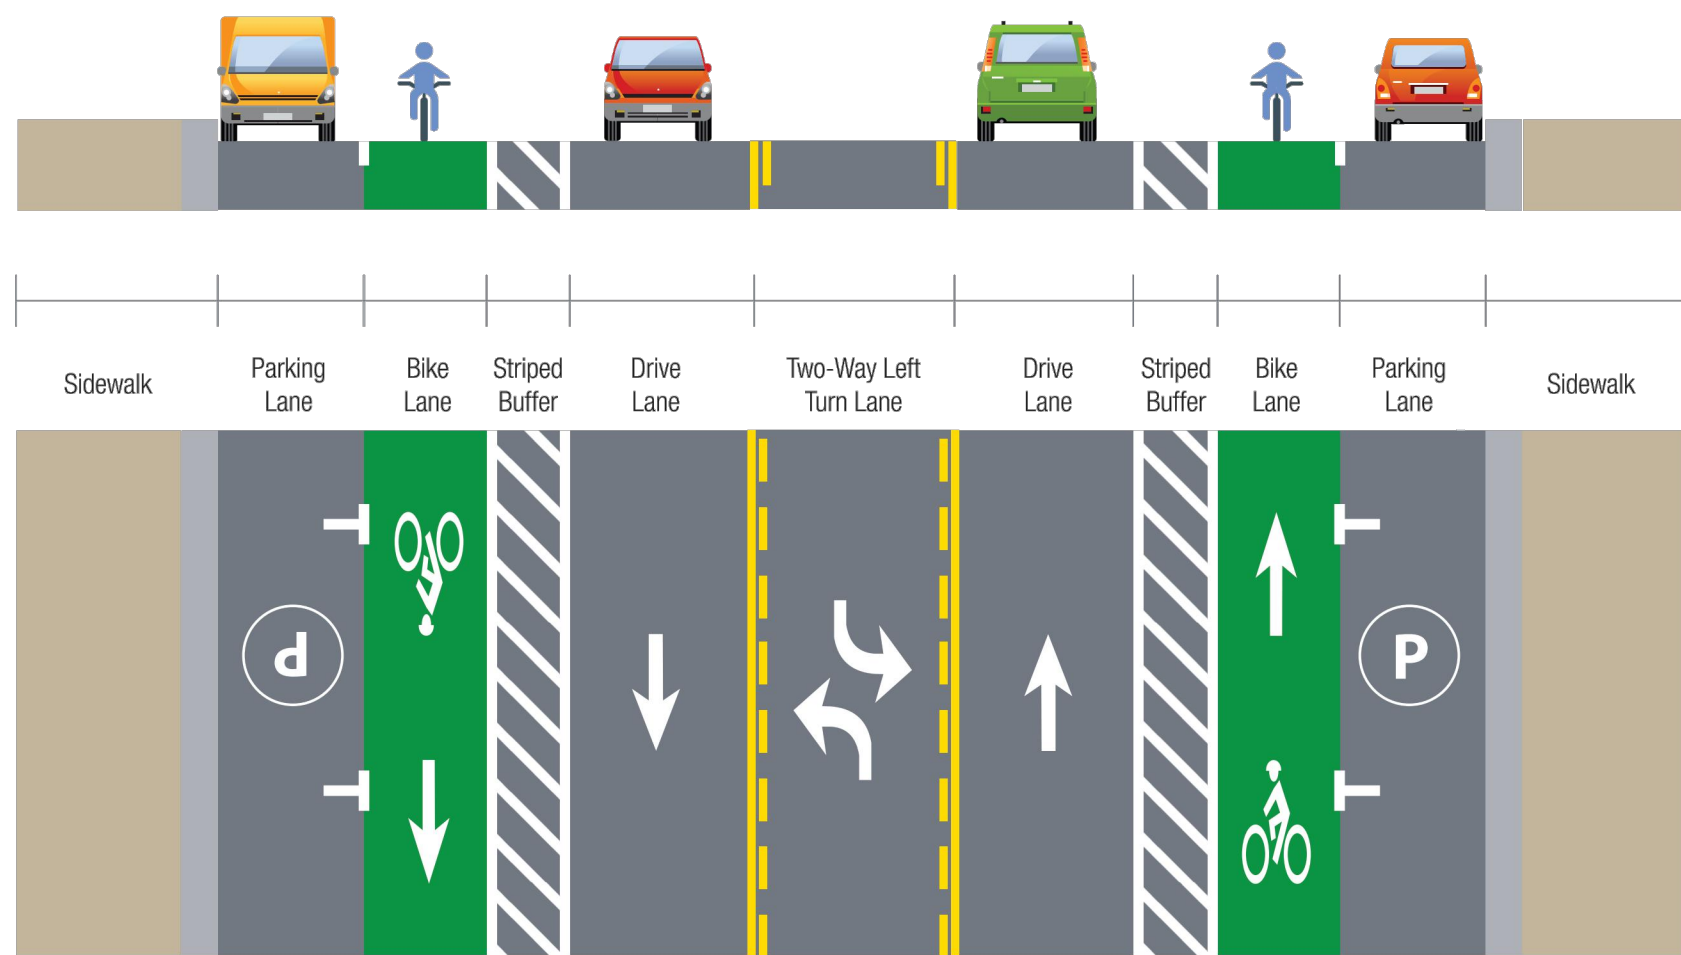 Sidewalk
Parking
Lane
Bike
Lane
Striped
Buffer
Drive
Lane
Two-Way Left
Turn Lane
Drive
Lane
Striped
Buffer
Bike
Lane
Parking
Lane
Sidewalk
P
P